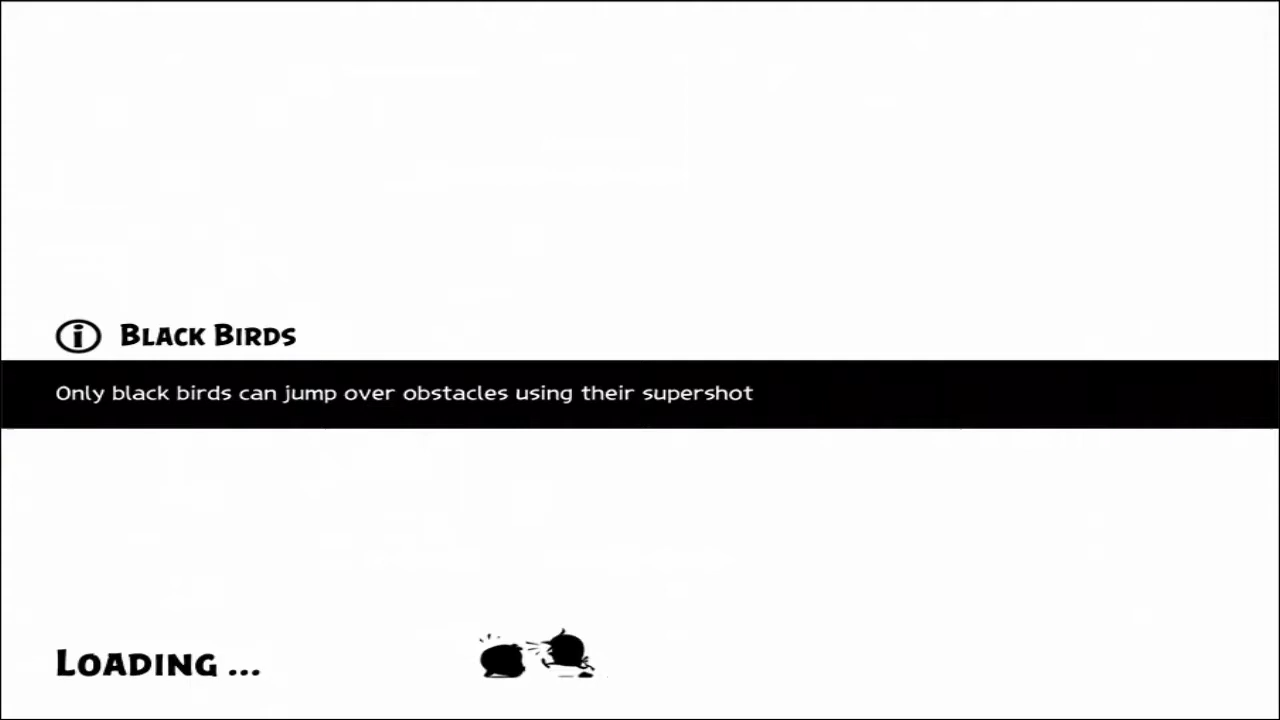 Black Birds
Only black birds can jump over obstacles using their supershot
Loading ...